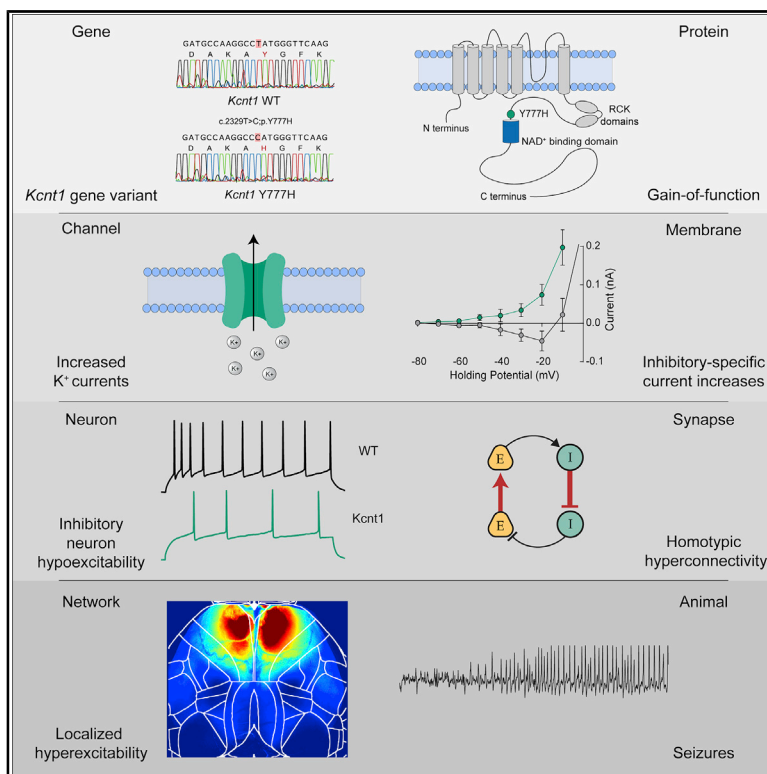 Gene
GATGCCAAGGCCTATGGGTTCAAG
D A K A Y G F K
Kcnt1 WT
c.2329T>C;p.Y777H
GATGCCAAGGCCCATGGGTTCAAG
D A K A H G F K
Kcnt1 Y777H
Kcnt1 gene variant
Protein
N terminus
Y777H
RCK
domains
NAD+ binding domain
C terminus
Gain-of-function
Channel
K+
K+
K+
K+
K+
Increased
K+ currents
Membrane
0.2
0.1
0.0
-0.1
Current (nA)
-80
-60
-40
-20
Holding Potential (mV)
Inhibitory-specific
current increases
Neuron
WT
Kcnt1
Inhibitory
neuron
hypoexcitability
Synapse
E
I
E
I
Homotypic
hyperconnectivity
Network
Localized
hyperexcitability
Animal
Seizures